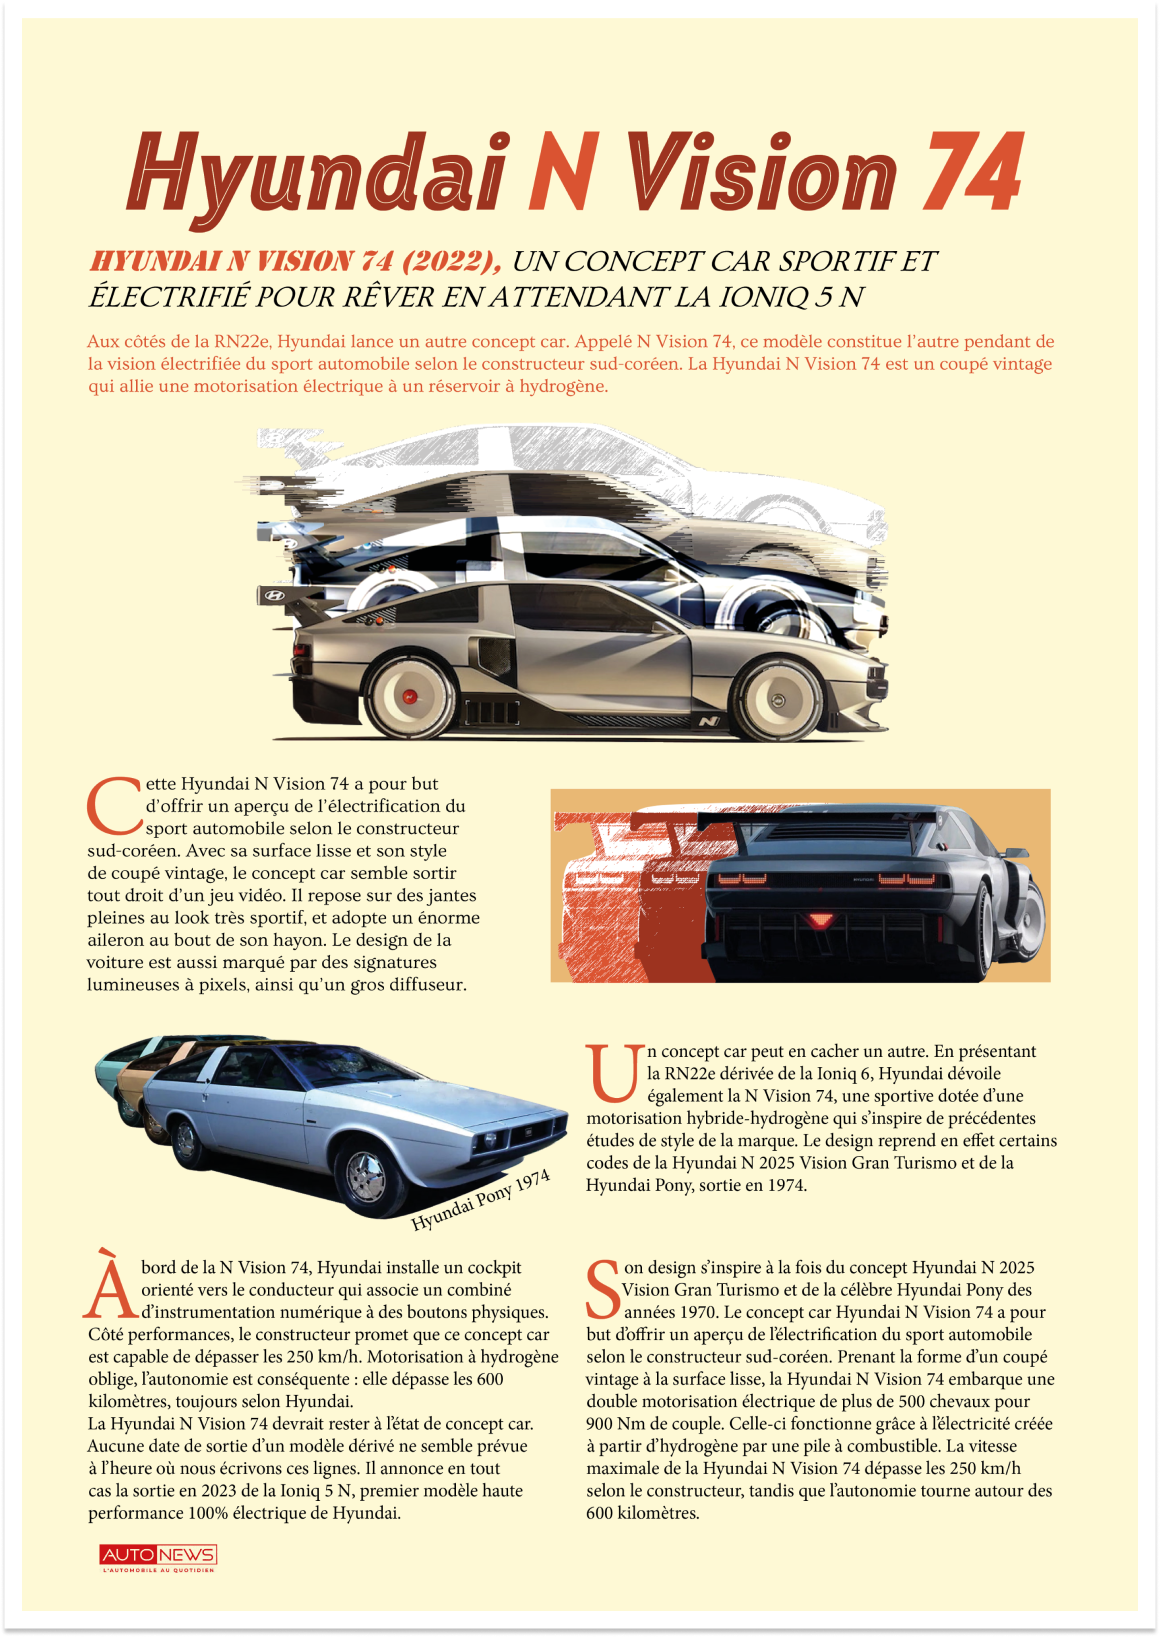 Hyundai N Vision 74
HYUNDAI N VISION 74 (2022), UN CONCEPT CAR SPORTIF ET
ÉLECTRIFIÉ POUR RÊVER EN ATTENDANT LA IONIQ 5 N
Aux côtés de la RN22e, Hyundai lance un autre concept car. Appelé N Vision 74, ce modèle constitue l'autre pendant de
la vision électrifiée du sport automobile selon le constructeur sud-coréen. La Hyundai N Vision 74 est un coupé vintage
qui allie une motorisation électrique à un réservoir à hydrogène.
Cette Hyundai N Vision 74 a pour but
d'offrir un aperçu de l'électrification du
sport automobile selon le constructeur
sud-coréen. Avec sa surface lisse et son style
de coupé vintage, le concept car semble sortir
tout droit d'un jeu vidéo. Il repose sur des jantes
pleines au look très sportif, et adopte un énorme
aileron au bout de son hayon. Le design de la
voiture est aussi marqué par des signatures
lumineuses à pixels, ainsi qu'un gros diffuseur.
Hyundai Pony 1974
Un concept car peut en cacher un autre. En présentant
la RN22e dérivée de la Ioniq 6, Hyundai dévoile
également la N Vision 74, une sportive dotée d'une
motorisation hybride-hydrogène qui s'inspire de précédentes
études de style de la marque. Le design reprend en effet certains
codes de la Hyundai N 2025 Vision Gran Turismo et de la
Hyundai Pony, sortie en 1974.
À bord de la N Vision 74, Hyundai installe un cockpit
orienté vers le conducteur qui associe un combiné
d'instrumentation numérique à des boutons physiques.
Côté performances, le constructeur promet que ce concept car
est capable de dépasser les 250 km/h. Motorisation à hydrogène
oblige, l'autonomie est conséquente : elle dépasse les 600
kilomètres, toujours selon Hyundai.
La Hyundai N Vision 74 devrait rester à l'état de concept car.
Aucune date de sortie d'un modèle dérivé ne semble prévue
à l'heure où nous écrivons ces lignes. Il annonce en tout
cas la sortie en 2023 de la Ioniq 5 N, premier modèle haute
performance 100% électrique de Hyundai.
Son design s'inspire à la fois du concept Hyundai N 2025
Vision Gran Turismo et de la célèbre Hyundai Pony des
années 1970. Le concept car Hyundai N Vision 74 a pour
but d'offrir un aperçu de l'électrification du sport automobile
selon le constructeur sud-coréen. Prenant la forme d'un coupé
vintage à la surface lisse, la Hyundai N Vision 74 embarque une
double motorisation électrique de plus de 500 chevaux pour
900 Nm de couple. Celle-ci fonctionne grâce à l'électricité créée
à partir d'hydrogène par une pile à combustible. La vitesse
maximale de la Hyundai N Vision 74 dépasse les 250 km/h
selon le constructeur, tandis que l'autonomie tourne autour des
600 kilomètres.
AUTO NEWS
L'AUTOMOBILE AU QUOTIDIEN